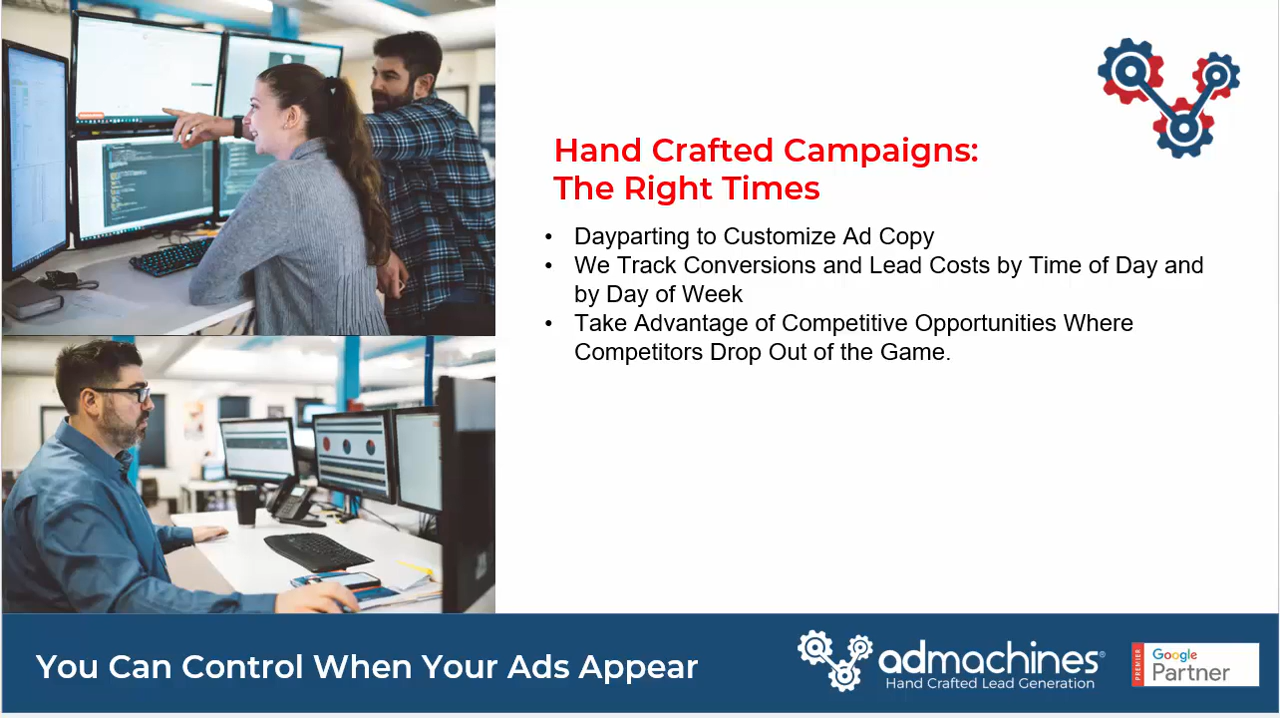 Hand Crafted Campaigns:
The Right Times
• Dayparting to Customize Ad Copy
• We Track Conversions and Lead Costs by Time of Day and
by Day of Week
• Take Advantage of Competitive Opportunities Where
Competitors Drop Out of the Game.
You Can Control When Your Ads Appear
admachines®
Hand Crafted Lead Generation
PREMIER
Google
Partner